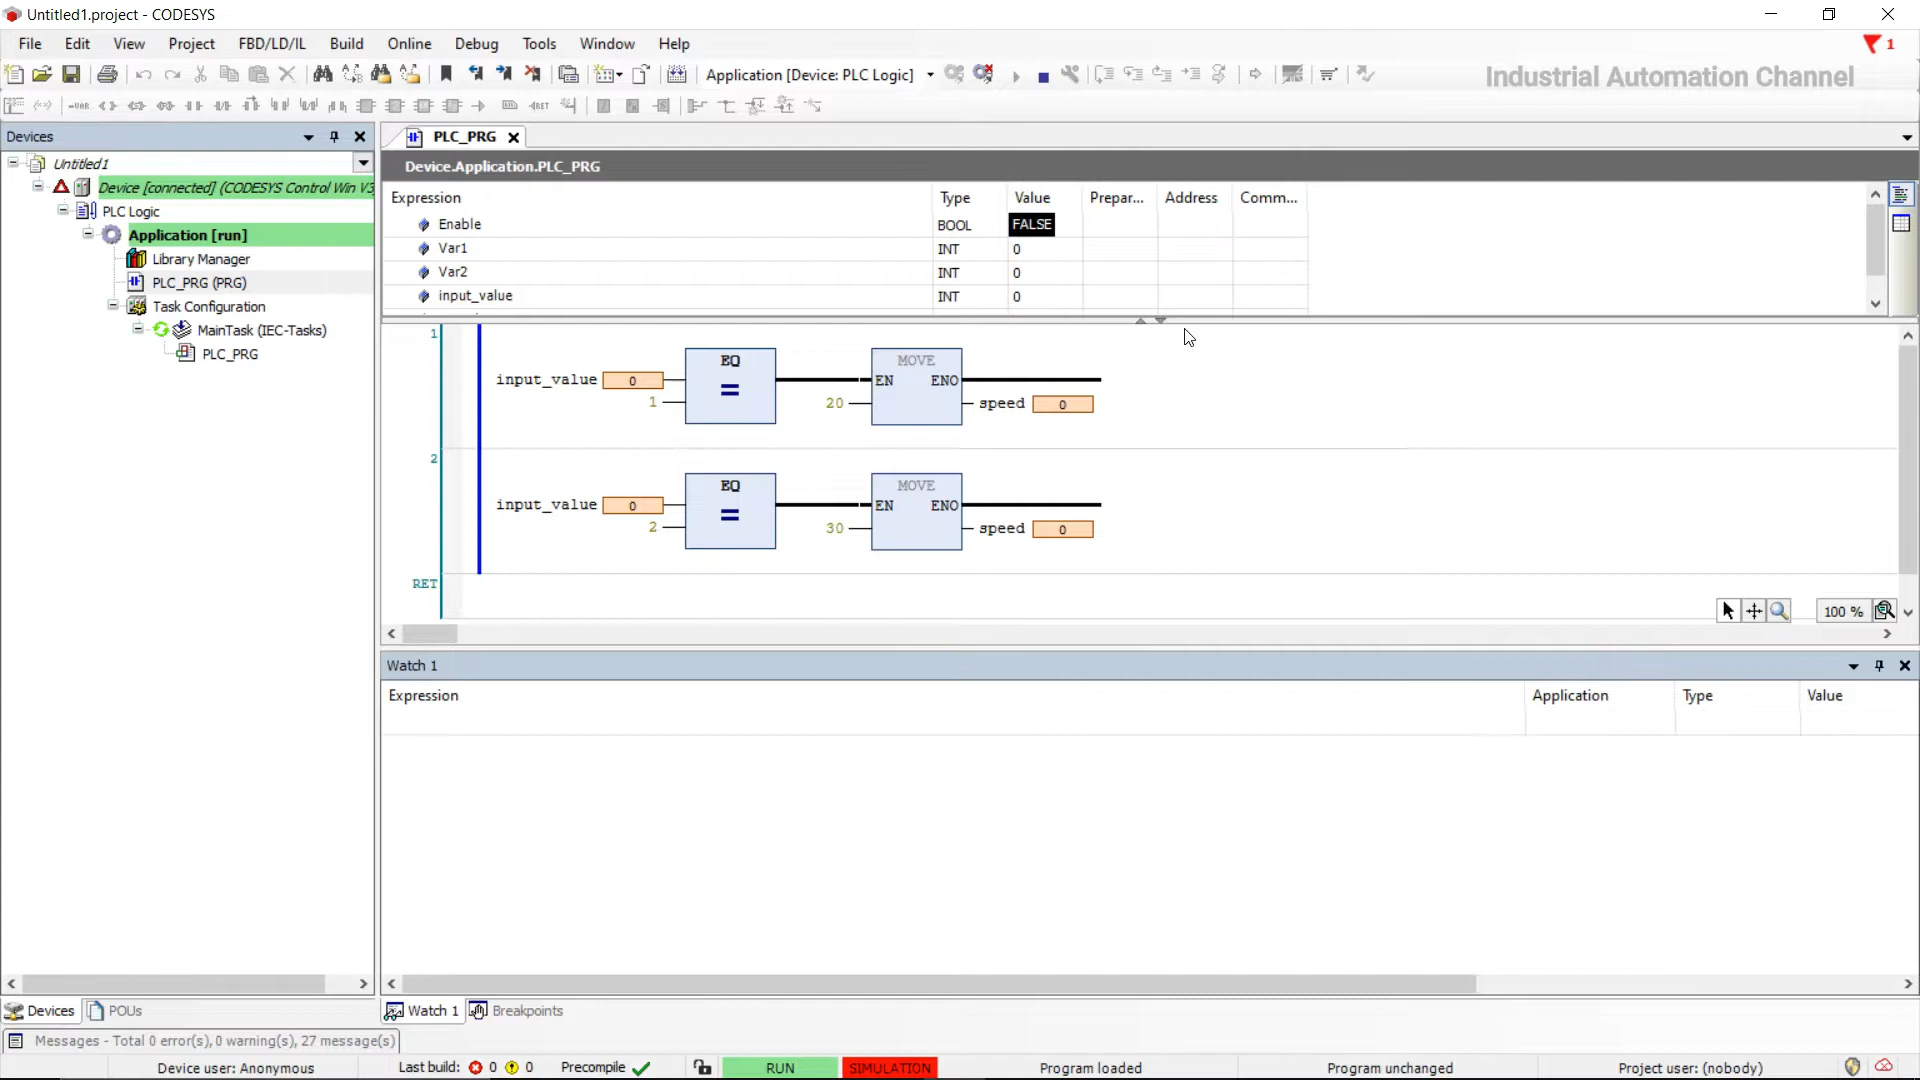 Untitled1.project - CODESYS
File Edit View Project FBD/LD/IL Build Online Debug Tools Window Help
1
Application [Device: PLC Logic]
Industrial Automation Channel
Devices
PLC_PRG
Untitled1
Device.Application.PLC_PRG
Device [connected] (CODESYS Control Win V3
Expression Type Value Prepar... Address Comm...
PLC Logic
Enable BOOL FALSE
Application [run]
Var1 INT 0
Library Manager
Var2 INT 0
PLC_PRG (PRG)
input_value INT 0
Task Configuration
MainTask (IEC-Tasks)
PLC_PRG
1
EQ MOVE
input_value 0 = EN ENO
1 20 speed 0
2
EQ MOVE
input_value 0 = EN ENO
2 30 speed 0
RET
100 %
Watch 1
Expression Application Type Value
Devices POUs
Watch 1 Breakpoints
Messages - Total 0 error(s), 0 warning(s), 27 message(s)
Device user: Anonymous Last build: 0 0 Precompile RUN SIMULATION Program loaded Program unchanged Project user: (nobody)